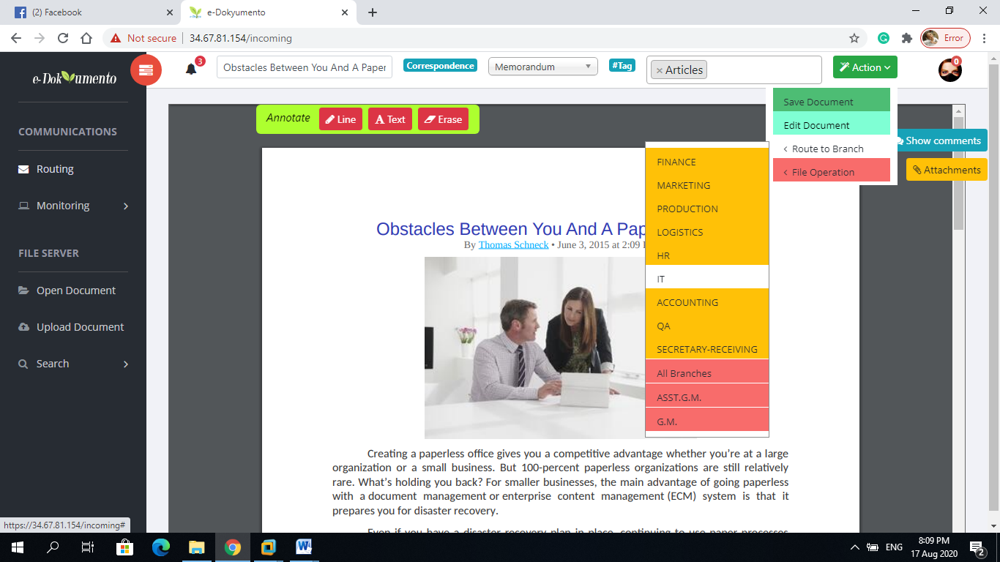 (2) Facebook
e-Dokyumento
Not secure
34.67.81.154/incoming
Error
e-Dokumento
3
Obstacles Between You And A Paper
Correspondence
Memorandum
#Tag
× Articles
Action
0
Save Document
Edit Document
Route to Branch
File Operation
Show comments
Attachments
COMMUNICATIONS
Routing
Monitoring
FILE SERVER
Open Document
Upload Document
Search
Annotate
Line
Text
Erase
FINANCE
MARKETING
PRODUCTION
LOGISTICS
HR
IT
ACCOUNTING
QA
SECRETARY-RECEIVING
All Branches
ASST.G.M.
G.M.
Obstacles Between You And A Pap
By Thomas Schneck • June 3, 2015 at 2:09
Creating a paperless office gives you a competitive advantage whether you're at a large
organization or a small business. But 100-percent paperless organizations are still relatively
rare. What's holding you back? For smaller businesses, the main advantage of going paperless
with a document management or enterprise content management (ECM) system is that it
prepares you for disaster recovery.
Even if you have a disaster recovery plan in place, continuing to use paper processes
https://34.67.81.154/incoming#
ENG
8:09 PM
17 Aug 2020
2